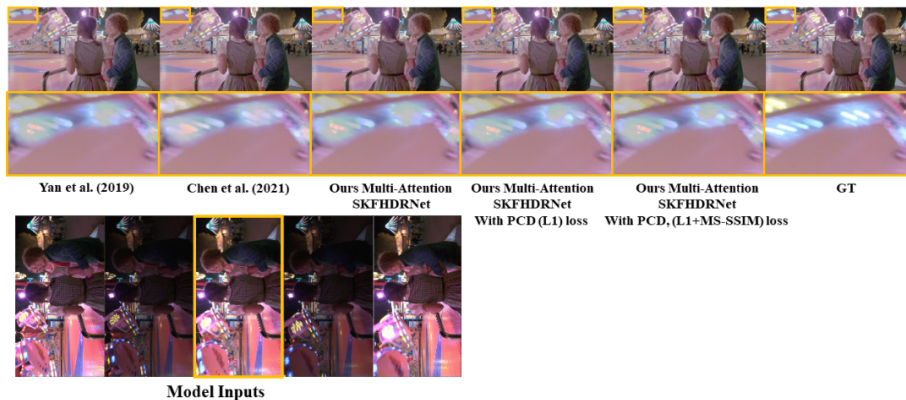 Yan et al. (2019)
Chen et al. (2021)
Ours Multi-Attention
SKFHDRNet
Ours Multi-Attention
SKFHDRNet
With PCD (L1) loss
Ours Multi-Attention
SKFHDRNet
With PCD, (L1+MS-SSIM) loss
GT
Model Inputs